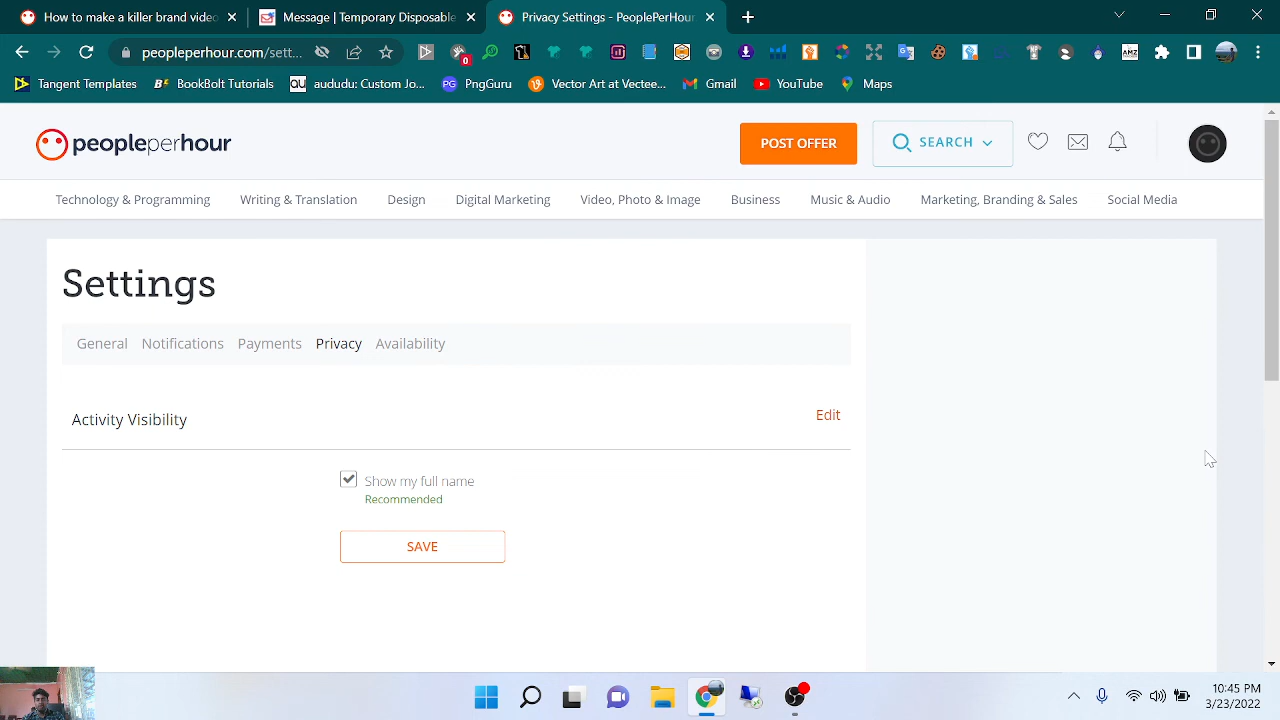 How to make a killer brand video
Message | Temporary Disposable
Privacy Settings - PeoplePerHour
peopleperhour.com/sett...
0
Tangent Templates
BookBolt Tutorials
aududu: Custom Jo...
PngGuru
Vector Art at Vectee...
Gmail
YouTube
Maps
peopleperhour
POST OFFER
SEARCH
Technology & Programming
Writing & Translation
Design
Digital Marketing
Video, Photo & Image
Business
Music & Audio
Marketing, Branding & Sales
Social Media
Settings
General
Notifications
Payments
Privacy
Availability
Activity Visibility
Edit
Show my full name
Recommended
SAVE
10:45 PM
3/23/2022